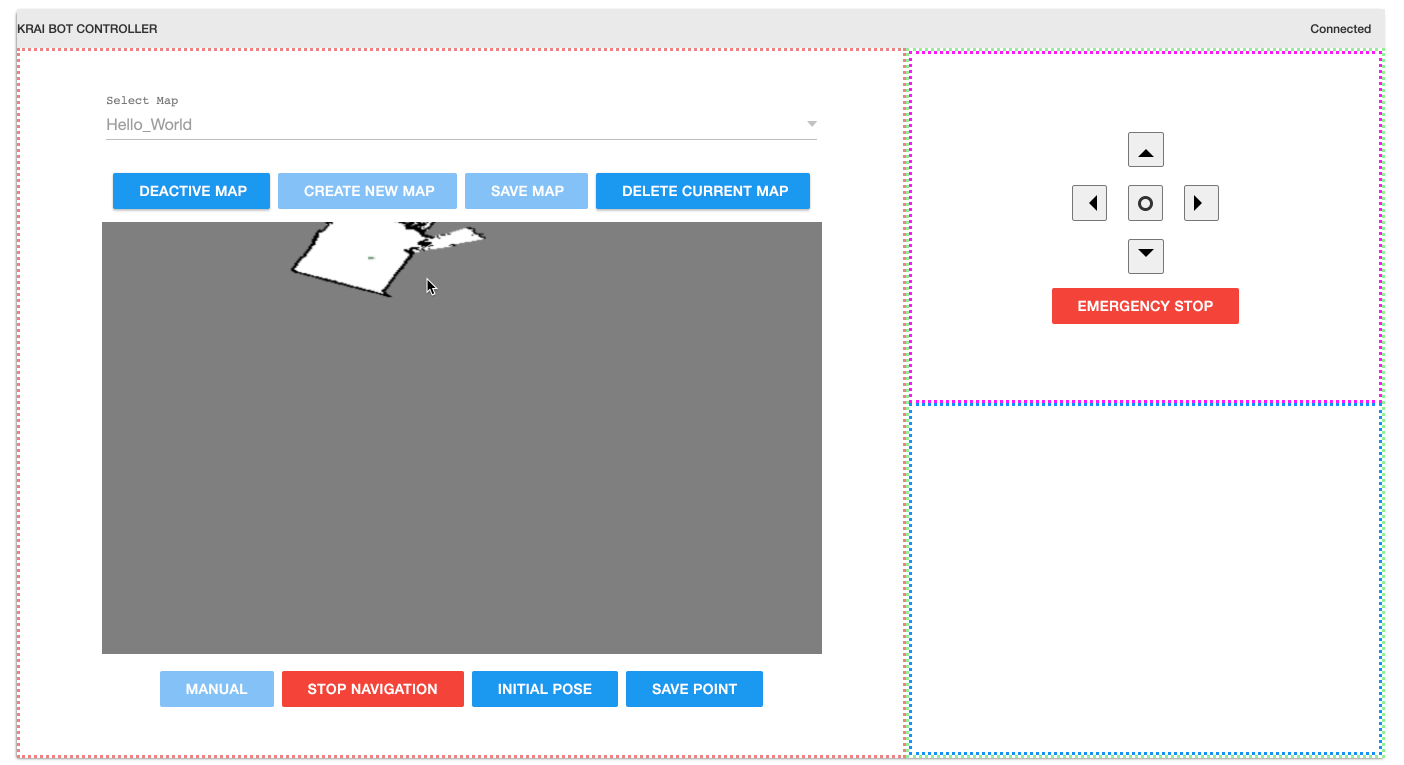 KRAI BOT CONTROLLER
Connected
Select Map
Hello_World
DEACTIVE MAP
CREATE NEW MAP
SAVE MAP
DELETE CURRENT MAP
EMERGENCY STOP
MANUAL
STOP NAVIGATION
INITIAL POSE
SAVE POINT